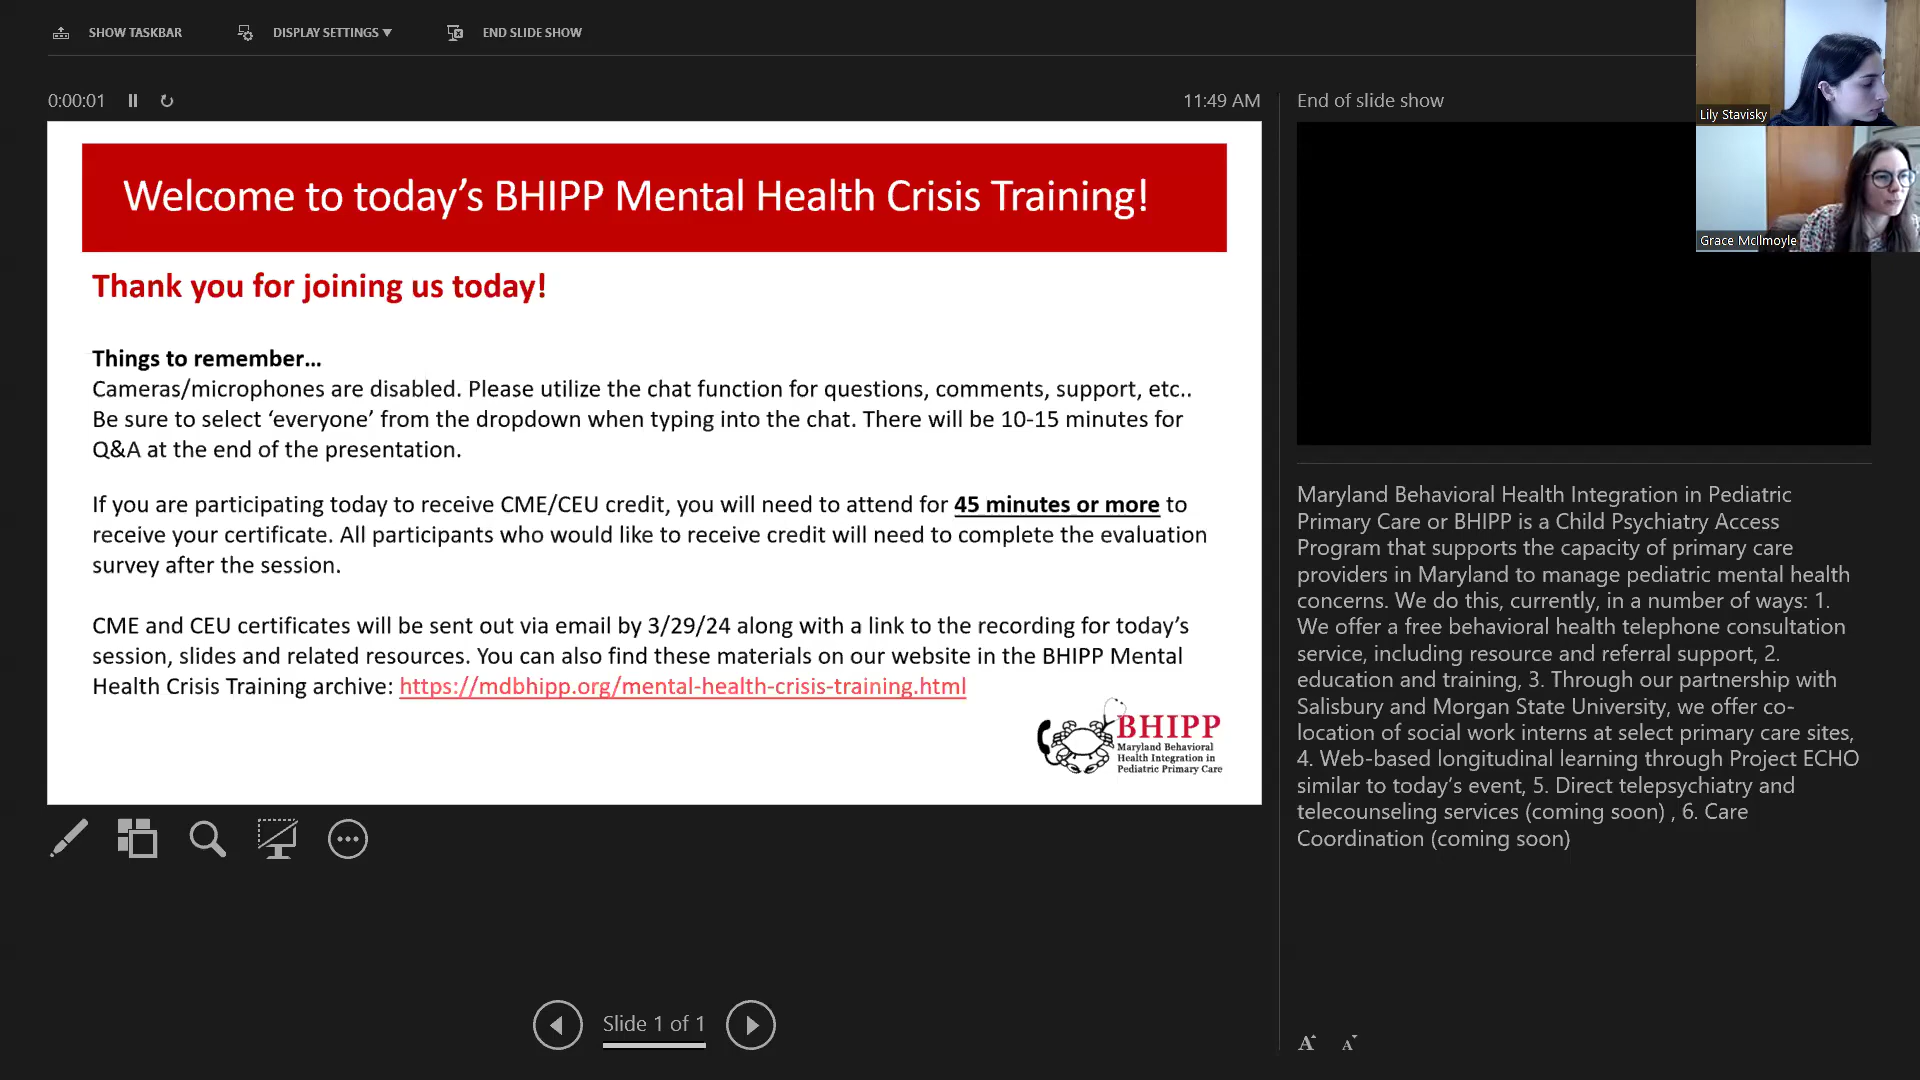 SHOW TASKBAR
DISPLAY SETTINGS ▼
END SLIDE SHOW
0:00:01
11:49 AM
Welcome to today’s BHIPP Mental Health Crisis Training!
Thank you for joining us today!
Things to remember…
Cameras/microphones are disabled. Please utilize the chat function for questions, comments, support, etc..
Be sure to select ‘everyone’ from the dropdown when typing into the chat. There will be 10-15 minutes for
Q&A at the end of the presentation.
If you are participating today to receive CME/CEU credit, you will need to attend for 45 minutes or more to
receive your certificate. All participants who would like to receive credit will need to complete the evaluation
survey after the session.
CME and CEU certificates will be sent out via email by 3/29/24 along with a link to the recording for today’s
session, slides and related resources. You can also find these materials on our website in the BHIPP Mental
Health Crisis Training archive: https://mdbhipp.org/mental-health-crisis-training.html
BHIPP
Maryland Behavioral
Health Integration in
Pediatric Primary Care
Slide 1 of 1
End of slide show
Lily Stavisky
Grace McIlmoyle
Maryland Behavioral Health Integration in Pediatric
Primary Care or BHIPP is a Child Psychiatry Access
Program that supports the capacity of primary care
providers in Maryland to manage pediatric mental health
concerns. We do this, currently, in a number of ways: 1.
We offer a free behavioral health telephone consultation
service, including resource and referral support, 2.
education and training, 3. Through our partnership with
Salisbury and Morgan State University, we offer co-
location of social work interns at select primary care sites,
4. Web-based longitudinal learning through Project ECHO
similar to today’s event, 5. Direct telepsychiatry and
telecounseling services (coming soon) , 6. Care
Coordination (coming soon)
A A